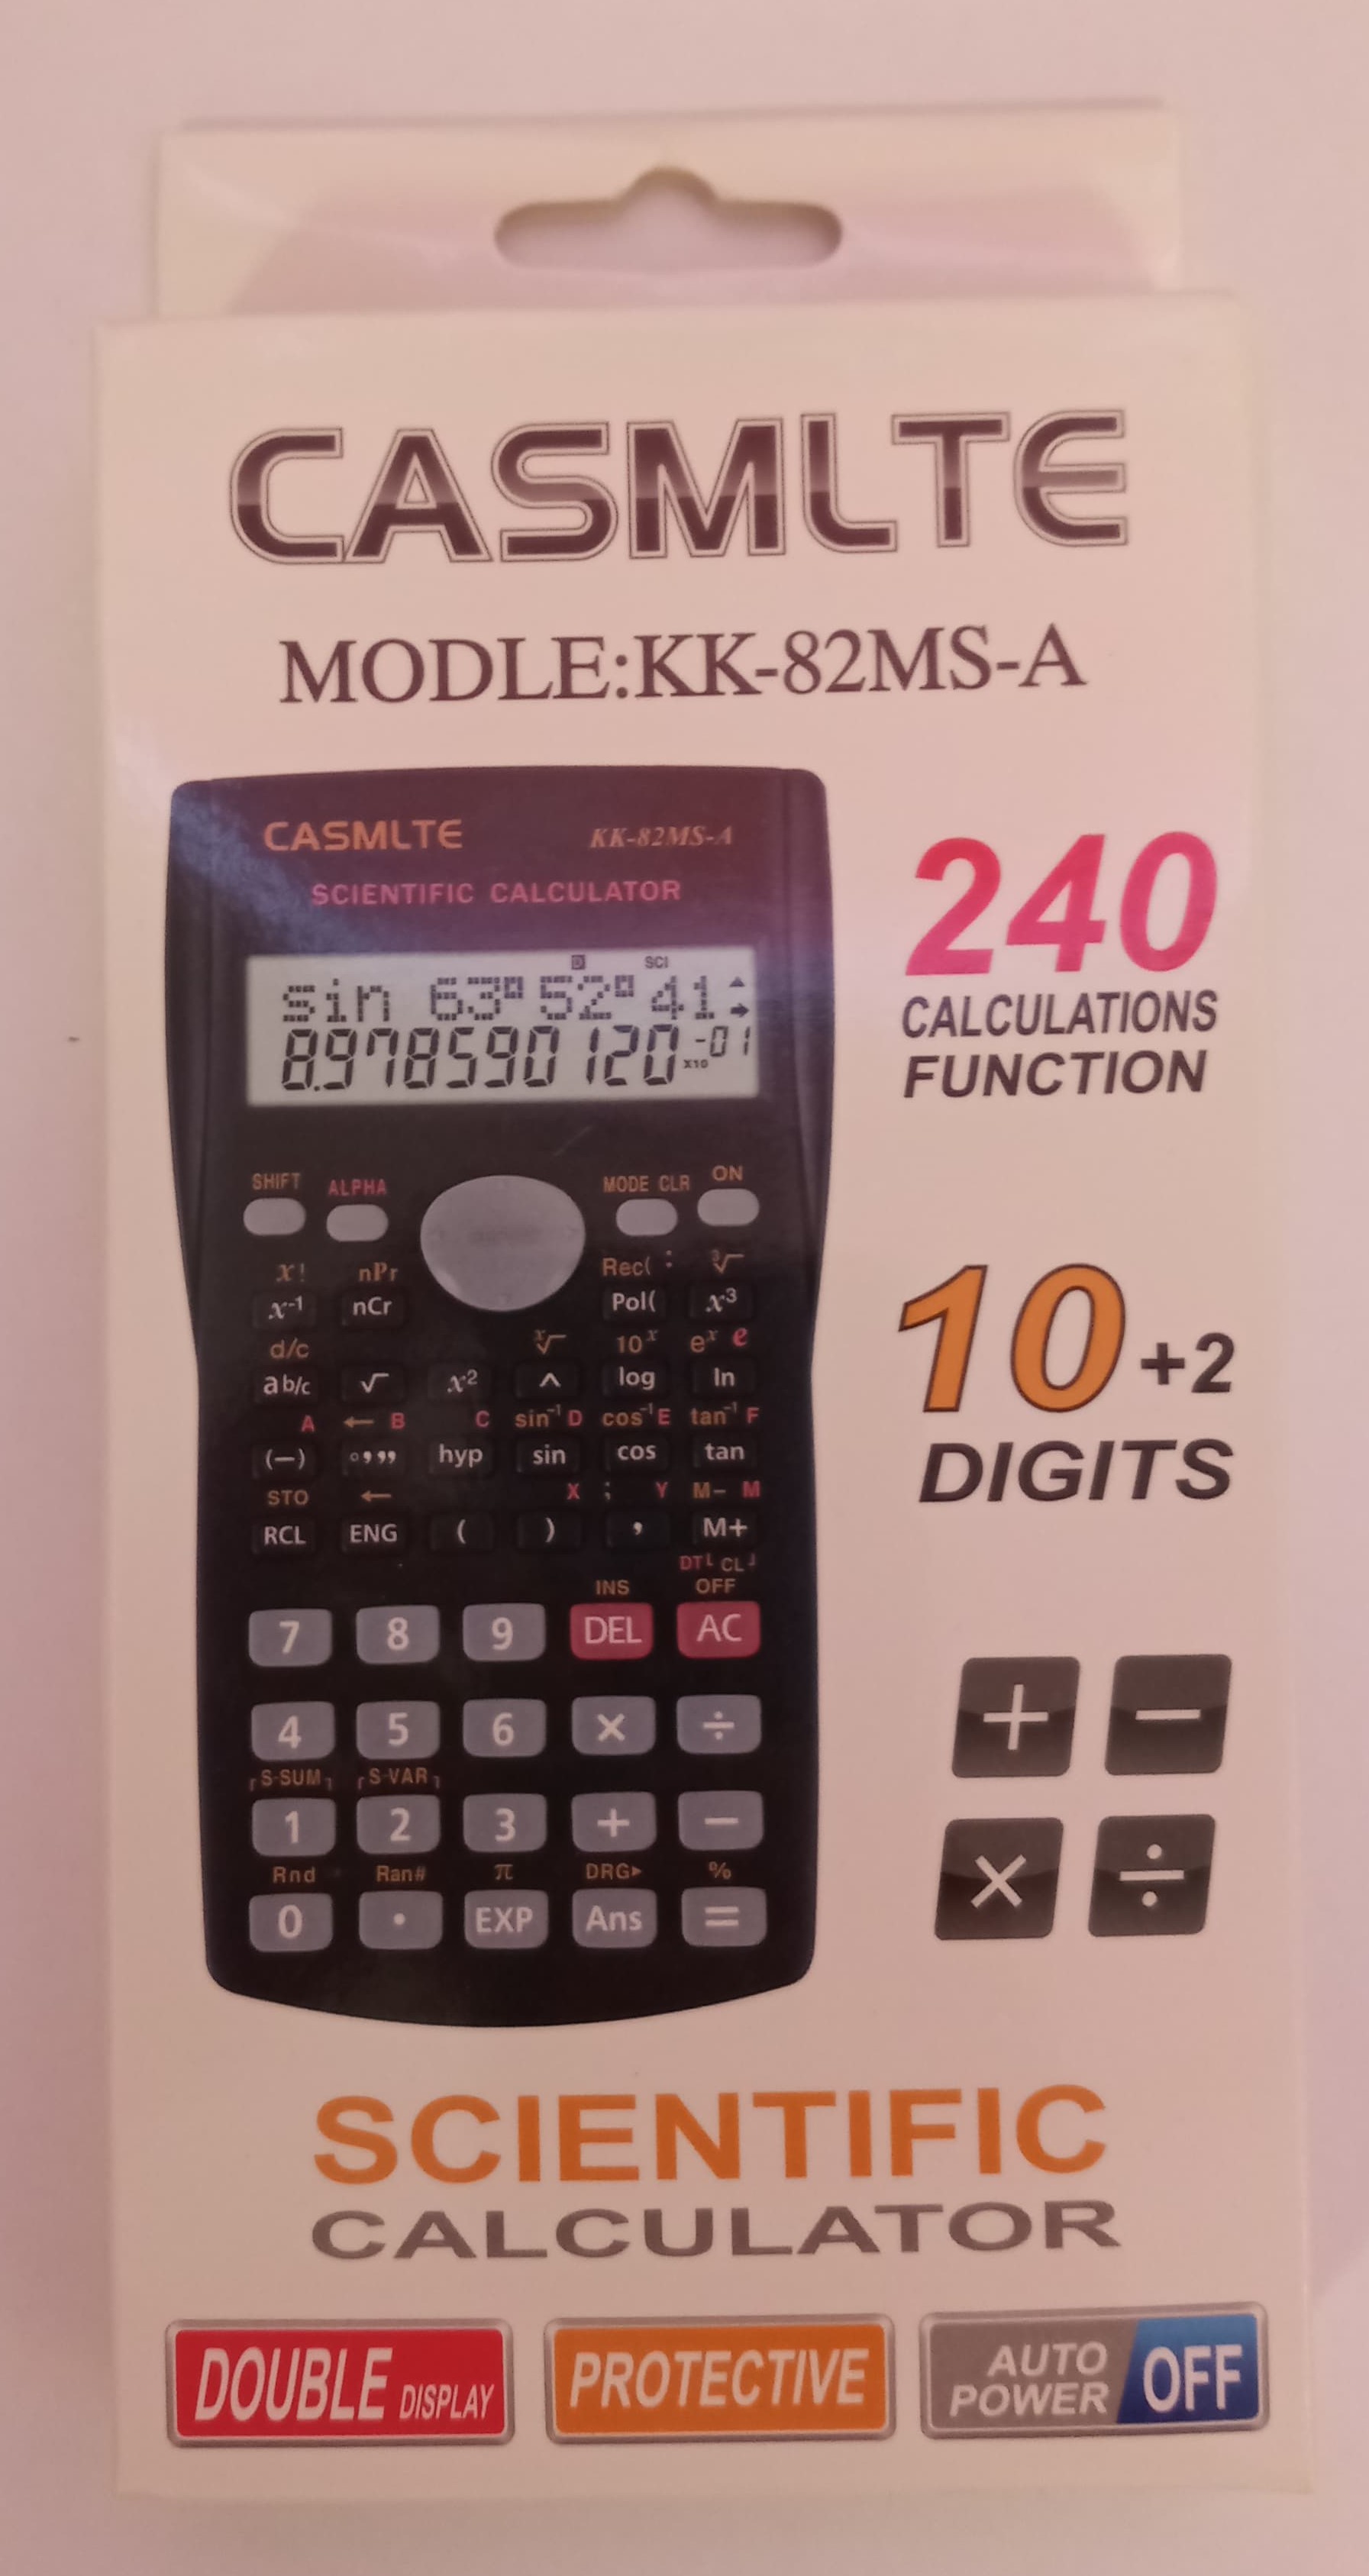 CASMLTE
MODLE:KK-82MS-A
CASMLTE KK-82MS-A
SCIENTIFIC CALCULATOR
D SCI
sin 63°52°41
8.978590120 x10 -01
240
CALCULATIONS
FUNCTION
SHIFT ALPHA MODE CLR ON
x! nPr Rec( : ³√
x⁻¹ nCr Pol( x³
d/c ˣ√ 10ˣ eˣ e
ab/c √ x² ^ log ln
A ← B C sin⁻¹ D cos⁻¹ E tan⁻¹ F
(−) °,,, hyp sin cos tan
STO ← X ; Y M− M
RCL ENG ( ) , M+
DT CL
INS OFF
7 8 9 DEL AC
4 5 6 × ÷
S-SUM S-VAR
1 2 3 + −
Rnd Ran# π DRG▸ %
0 . EXP Ans =
10 +2
DIGITS
+ −
× ÷
SCIENTIFIC
CALCULATOR
DOUBLE DISPLAY
PROTECTIVE
AUTO
POWER OFF